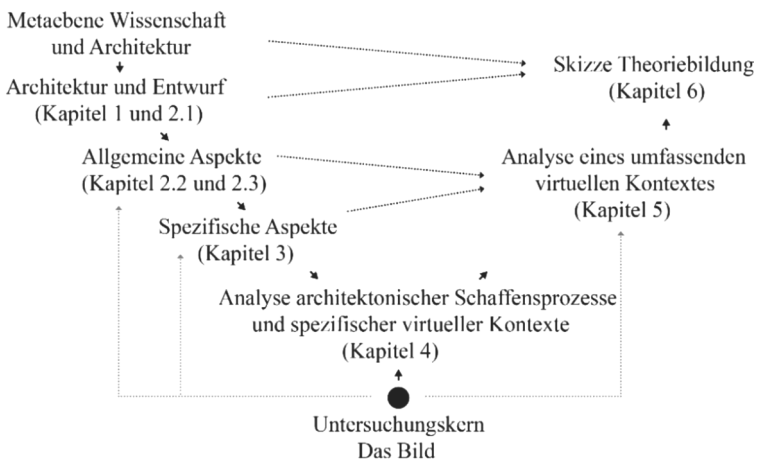 Metaebene Wissenschaft
und Architektur
Architektur und Entwurf
(Kapitel 1 und 2.1)
Allgemeine Aspekte
(Kapitel 2.2 und 2.3)
Spezifische Aspekte
(Kapitel 3)
Analyse architektonischer Schaffensprozesse
und spezifischer virtueller Kontexte
(Kapitel 4)
Skizze Theoriebildung
(Kapitel 6)
Analyse eines umfassenden
virtuellen Kontextes
(Kapitel 5)
Untersuchungskern
Das Bild